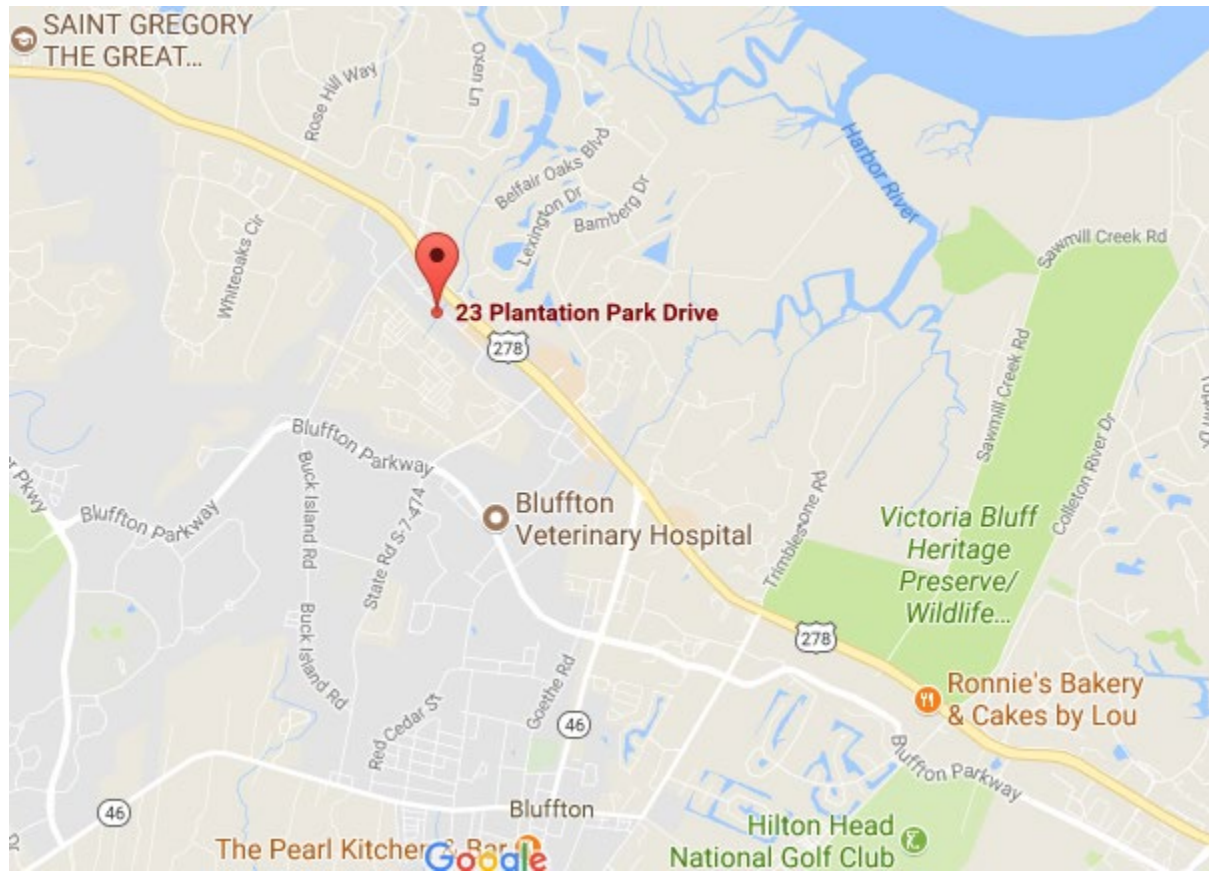 SAINT GREGORY
THE GREAT...
Oxen Ln
Rose Hill Way
Belfair Oaks Blvd
Lexington Dr
Bamberg Dr
Harbor River
Sawmill Creek Rd
Whiteoaks Cir
23 Plantation Park Drive
278
Sawmill Creek Rd
Colleton River Dr
Bluffton Parkway
Pkwy
Bluffton Parkway
Buck Island Rd
State Rd S-7-474
Bluffton
Veterinary Hospital
Victoria Bluff
Heritage
Preserve/
Wildlife...
278
Buck Island Rd
Goethe Rd
Red Cedar St
46
Ronnie's Bakery
& Cakes by Lou
Bluffton Parkway
46
Bluffton
The Pearl Kitchen & Bar
Google
Hilton Head
National Golf Club